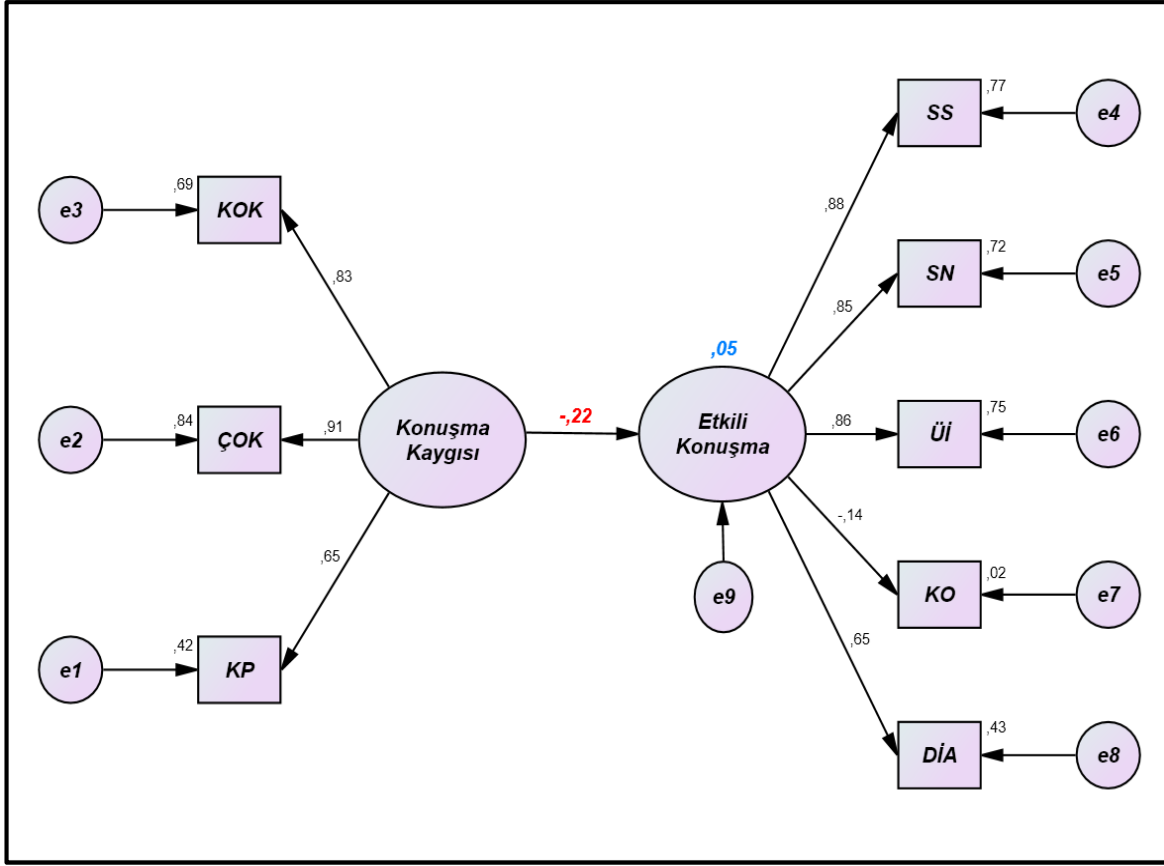 ,77
SS
e4
,69
e3
KOK
,88
,72
SN
e5
,83
,85
,05
,84
e2
ÇOK
,91
Konuşma
Kaygısı
-,22
Etkili
Konuşma
,86
,75
Üİ
e6
-,14
,65
,02
KO
e7
e9
,42
e1
KP
,65
,43
DİA
e8